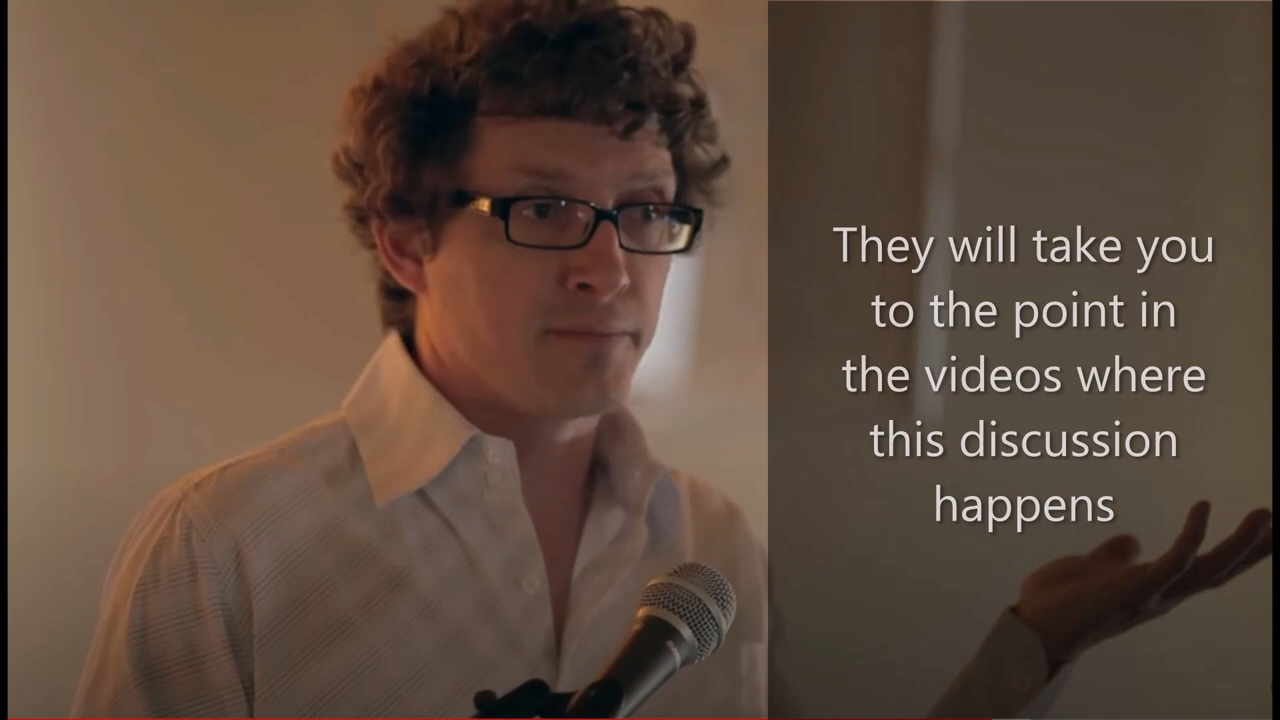 They will take you
to the point in
the videos where
this discussion
happens